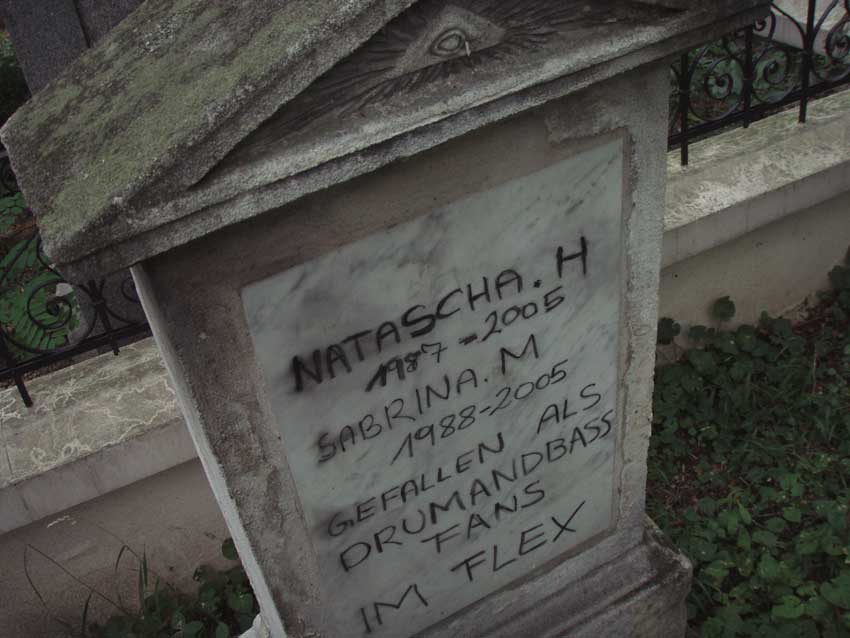 NATASCHA.H
1987-2005
SABRINA.M
1988-2005
GEFALLEN ALS
DRUMANDBASS
FANS
IM FLEX